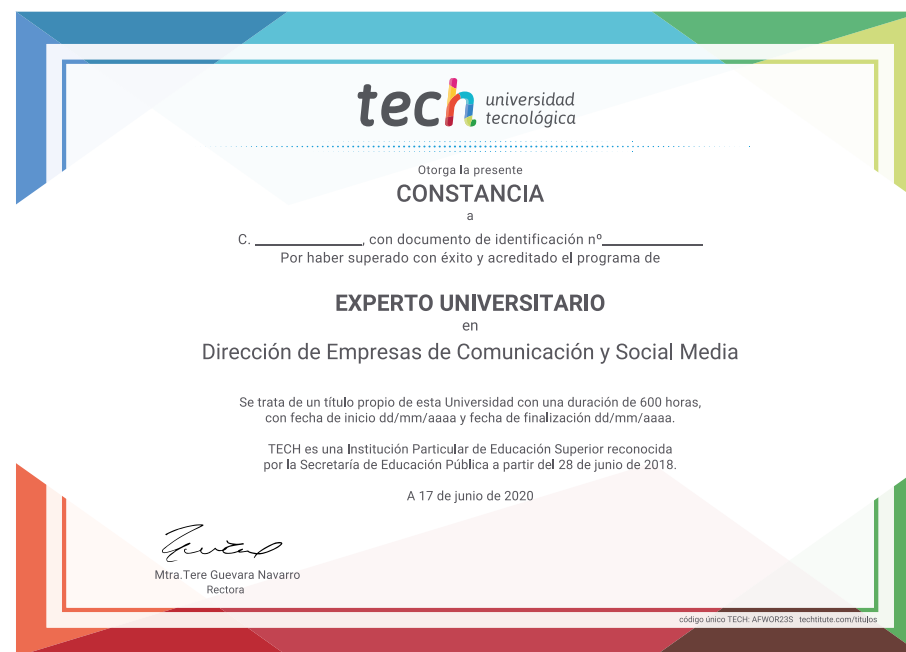 tech universidad
tecnológica
Otorga la presente
CONSTANCIA
a
C. ______________, con documento de identificación nº_____________
Por haber superado con éxito y acreditado el programa de
EXPERTO UNIVERSITARIO
en
Dirección de Empresas de Comunicación y Social Media
Se trata de un título propio de esta Universidad con una duración de 600 horas,
con fecha de inicio dd/mm/aaaa y fecha de finalización dd/mm/aaaa.
TECH es una Institución Particular de Educación Superior reconocida
por la Secretaría de Educación Pública a partir del 28 de junio de 2018.
A 17 de junio de 2020
Mtra.Tere Guevara Navarro
Rectora
código único TECH: AFWOR23S techtitute.com/titulos